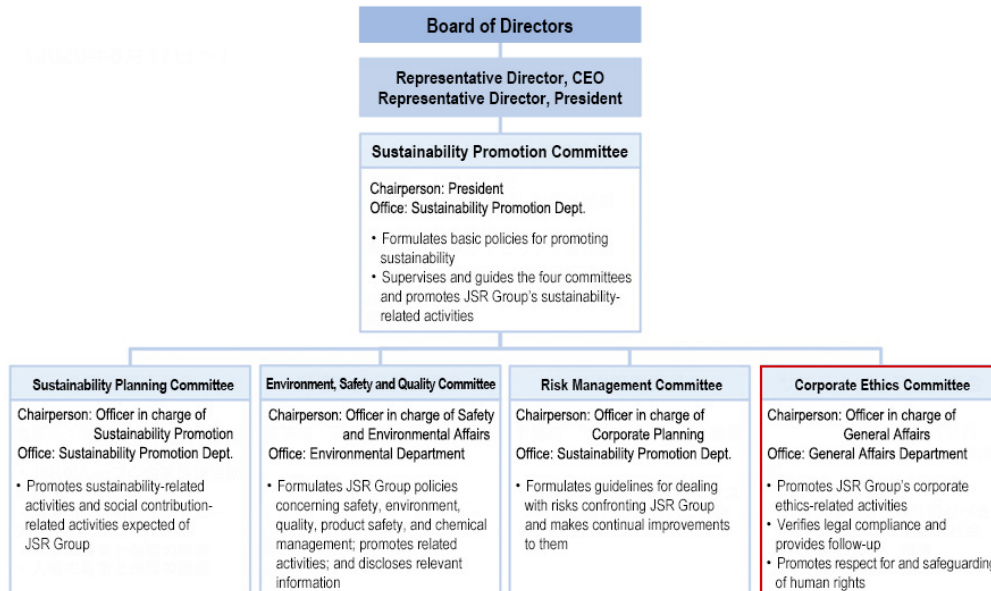 Board of Directors
Representative Director, CEO
Representative Director, President
Sustainability Promotion Committee
Chairperson: President
Office: Sustainability Promotion Dept.
• Formulates basic policies for promoting
sustainability
• Supervises and guides the four committees
and promotes JSR Group's sustainability-
related activities
Sustainability Planning Committee
Chairperson: Officer in charge of
Sustainability Promotion
Office: Sustainability Promotion Dept.
• Promotes sustainability-related
activities and social contribution-
related activities expected of
JSR Group
Environment, Safety and Quality Committee
Chairperson: Officer in charge of Safety
and Environmental Affairs
Office: Environmental Department
• Formulates JSR Group policies
concerning safety, environment,
quality, product safety, and chemical
management; promotes related
activities; and discloses relevant
information
Risk Management Committee
Chairperson: Officer in charge of
Corporate Planning
Office: Sustainability Promotion Dept.
• Formulates guidelines for dealing
with risks confronting JSR Group
and makes continual improvements
to them
Corporate Ethics Committee
Chairperson: Officer in charge of
General Affairs
Office: General Affairs Department
• Promotes JSR Group's corporate
ethics-related activities
• Verifies legal compliance and
provides follow-up
• Promotes respect for and safeguarding
of human rights